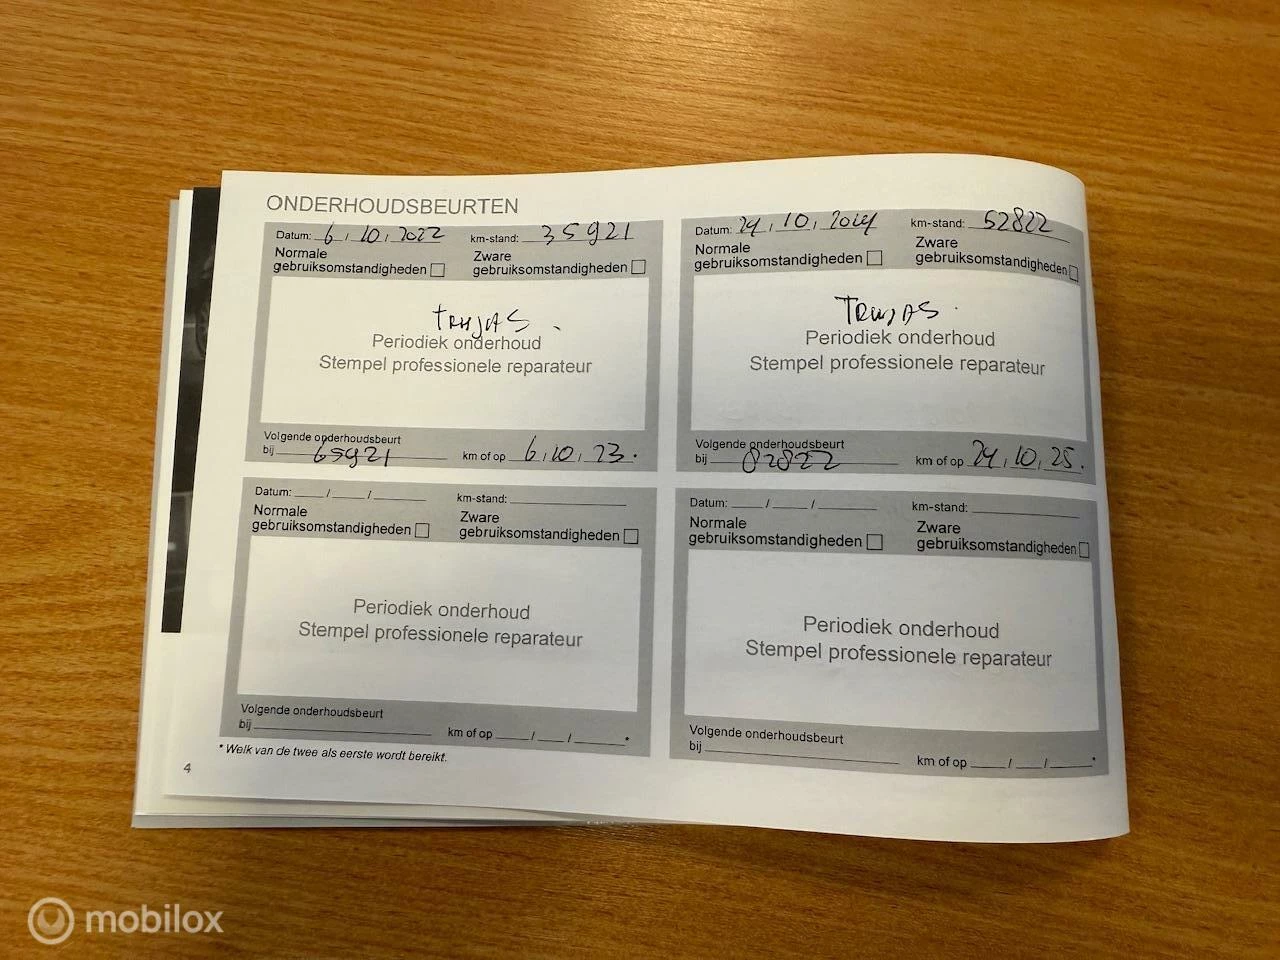 ONDERHOUDSBEURTEN
Datum: 6, 10, 2022 km-stand: 35921
Normale gebruiksomstandigheden Zware gebruiksomstandigheden
TRUJAS.
Periodiek onderhoud
Stempel professionele reparateur
Volgende onderhoudsbeurt
bij 65921 km of op 6, 10, 23.
Datum: 24, 10, 2024 km-stand: 52822
Normale gebruiksomstandigheden Zware gebruiksomstandigheden
TRUJAS.
Periodiek onderhoud
Stempel professionele reparateur
Volgende onderhoudsbeurt
bij 82822 km of op 24, 10, 25.
Datum: / / km-stand:
Normale gebruiksomstandigheden Zware gebruiksomstandigheden
Periodiek onderhoud
Stempel professionele reparateur
Volgende onderhoudsbeurt
bij km of op / / *
Datum: / / km-stand:
Normale gebruiksomstandigheden Zware gebruiksomstandigheden
Periodiek onderhoud
Stempel professionele reparateur
Volgende onderhoudsbeurt
bij km of op / / *
* Welk van de twee als eerste wordt bereikt.
4
mobilox